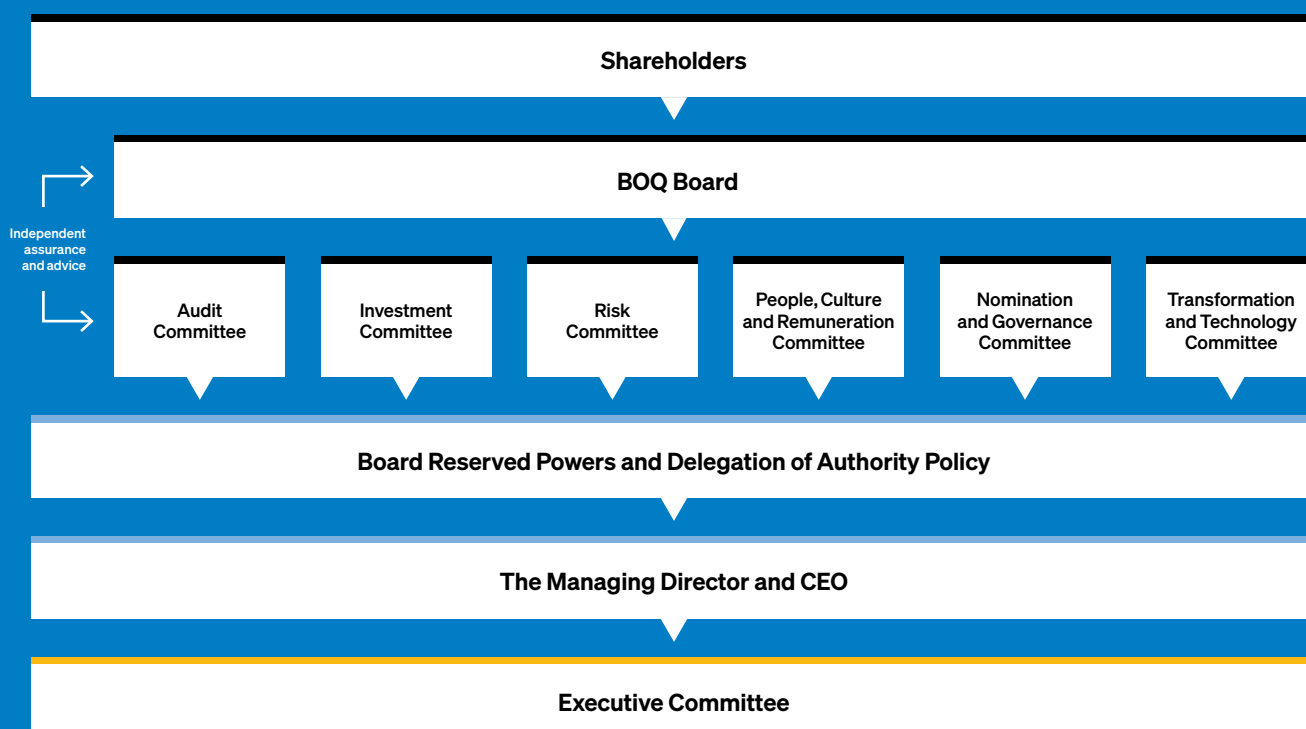 Shareholders
BOQ Board
Independent
assurance
and advice
Audit
Committee
Investment
Committee
Risk
Committee
People, Culture
and Remuneration
Committee
Nomination
and Governance
Committee
Transformation
and Technology
Committee
Board Reserved Powers and Delegation of Authority Policy
The Managing Director and CEO
Executive Committee